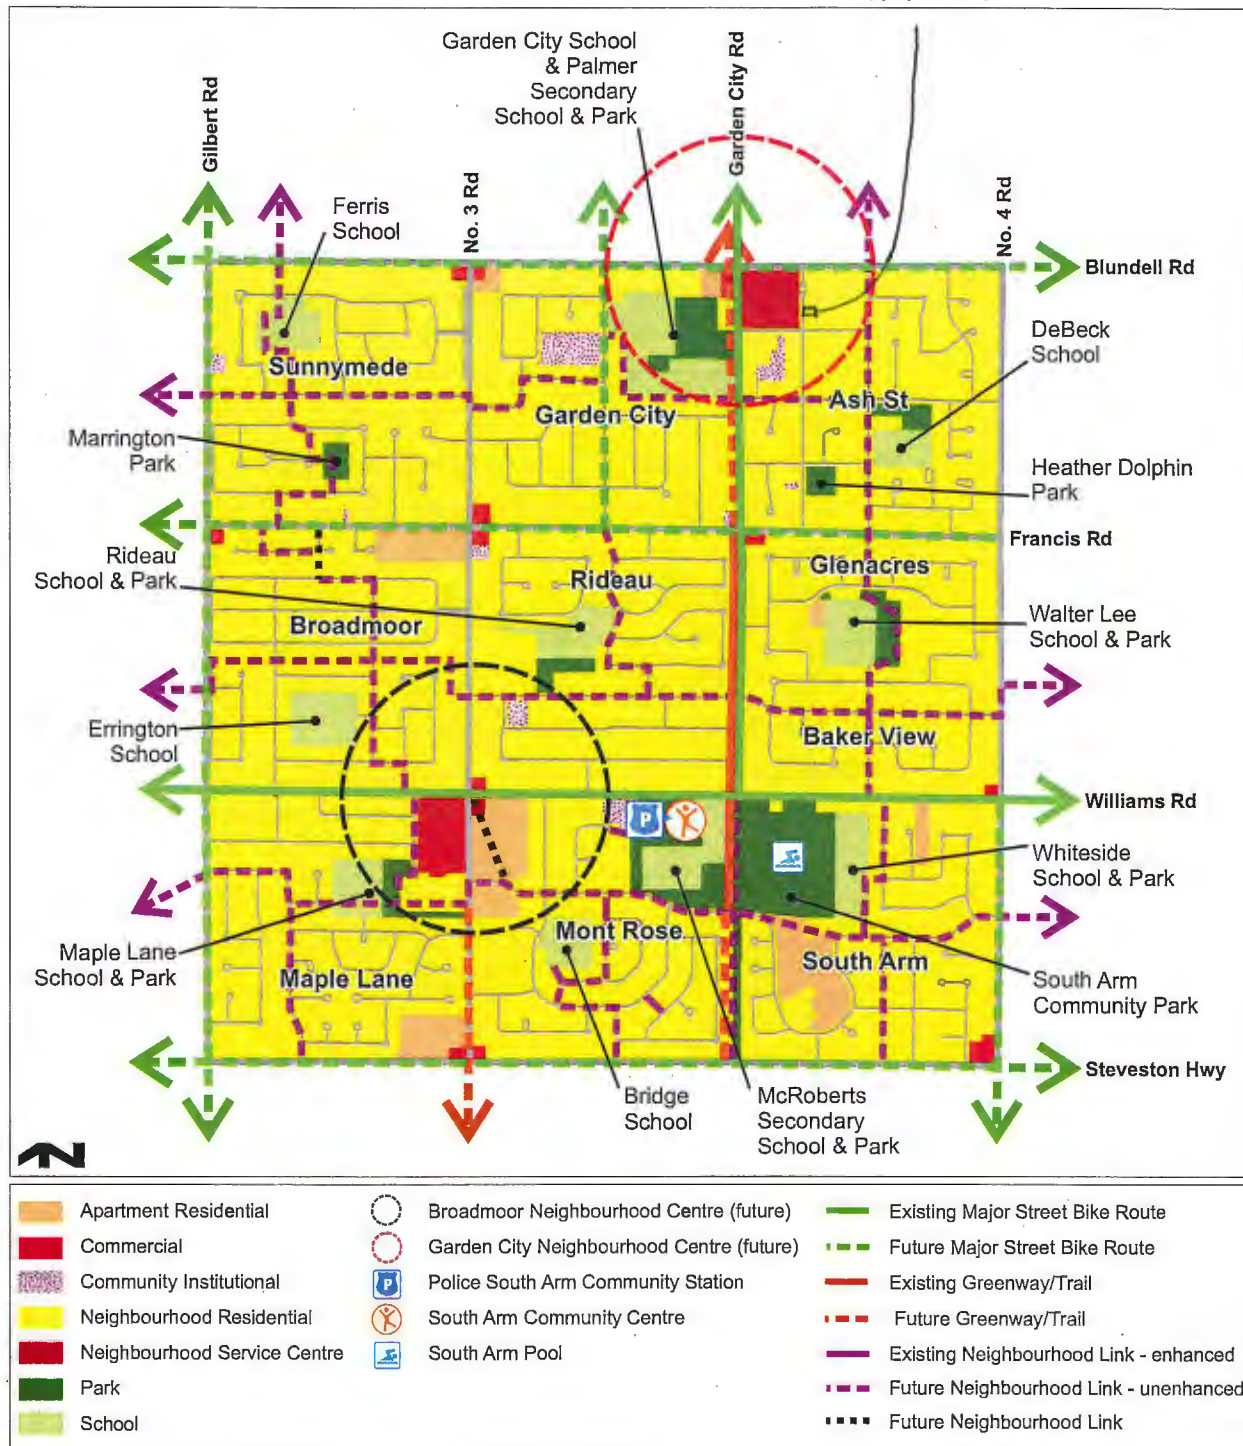 Garden City School
& Palmer
Secondary
School & Park
Garden City Rd
Gilbert Rd
No. 3 Rd
No. 4 Rd
Ferris
School
Blundell Rd
DeBeck
School
Sunnymede
Garden City
Ash St
Marrington
Park
Heather Dolphin
Park
Francis Rd
Rideau
School & Park
Rideau
Glenacres
Broadmoor
Walter Lee
School & Park
Errington
School
Baker View
Williams Rd
P
Whiteside
School & Park
Mont Rose
Maple Lane
School & Park
Maple Lane
South Arm
South Arm
Community Park
Steveston Hwy
Bridge
School
McRoberts
Secondary
School & Park
N
Apartment Residential
Commercial
Community Institutional
Neighbourhood Residential
Neighbourhood Service Centre
Park
School
Broadmoor Neighbourhood Centre (future)
Garden City Neighbourhood Centre (future)
P
Police South Arm Community Station
South Arm Community Centre
South Arm Pool
Existing Major Street Bike Route
Future Major Street Bike Route
Existing Greenway/Trail
Future Greenway/Trail
Existing Neighbourhood Link - enhanced
Future Neighbourhood Link - unenhanced
Future Neighbourhood Link